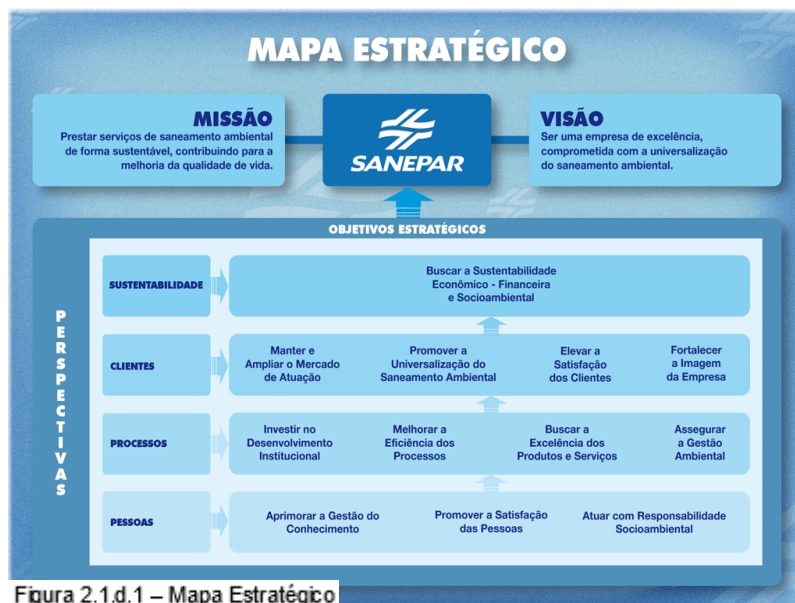 MAPA ESTRATÉGICO
MISSÃO
Prestar serviços de saneamento ambiental
de forma sustentável, contribuindo para a
melhoria da qualidade de vida.
SANEPAR
VISÃO
Ser uma empresa de excelência,
comprometida com a universalização
do saneamento ambiental.
OBJETIVOS ESTRATÉGICOS
PERSPECTIVAS
SUSTENTABILIDADE
Buscar a Sustentabilidade
Econômico - Financeira
e Socioambiental
CLIENTES
Manter e
Ampliar o Mercado
de Atuação
Promover a
Universalização do
Saneamento Ambiental
Elevar a
Satisfação
dos Clientes
Fortalecer
a Imagem
da Empresa
PROCESSOS
Investir no
Desenvolvimento
Institucional
Melhorar a
Eficiência dos
Processos
Buscar a
Excelência dos
Produtos e Serviços
Assegurar
a Gestão
Ambiental
PESSOAS
Aprimorar a Gestão do
Conhecimento
Promover a Satisfação
das Pessoas
Atuar com Responsabilidade
Socioambiental
Figura 2.1.d.1 – Mapa Estratégico